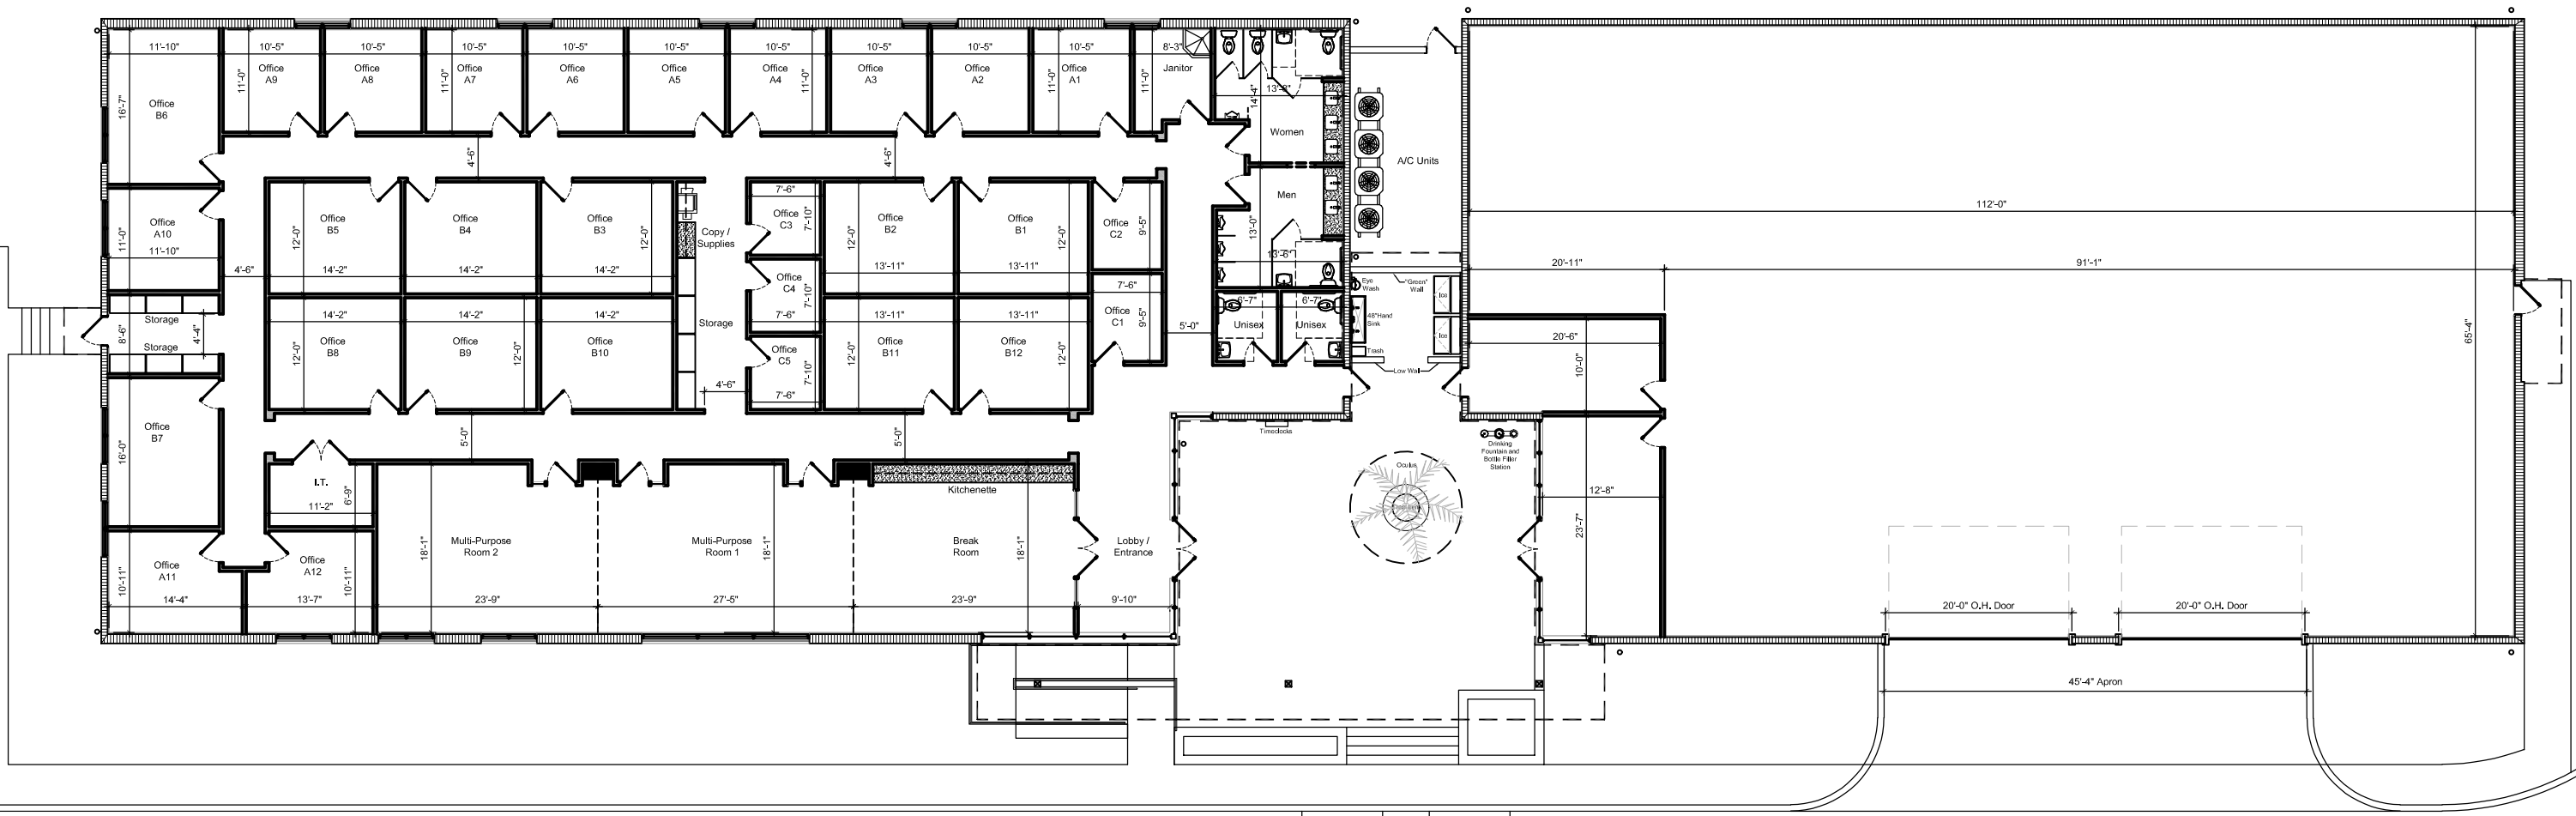 11'-10"
10'-5"
10'-5"
10'-5"
10'-5"
10'-5"
10'-5"
10'-5"
10'-5"
10'-5"
8'-3"
Office
A9
Office
A8
Office
A7
Office
A6
Office
A5
Office
A4
Office
A3
Office
A2
Office
A1
Janitor
11'-0"
11'-0"
11'-0"
11'-0"
11'-0"
16'-7"
Office
B6
13'-8"
14'-4"
Women
4'-6"
4'-6"
A/C Units
Men
13'-0"
13'-6"
112'-0"
20'-11"
91'-1"
65'-4"
Office
A10
11'-0"
11'-10"
4'-6"
Office
B5
Office
B4
Office
B3
12'-0"
12'-0"
14'-2"
14'-2"
14'-2"
Copy /
Supplies
7'-6"
Office
C3
7'-10"
Office
B2
Office
B1
12'-0"
12'-0"
13'-11"
13'-11"
Office
C2
9'-5"
Office
C4
7'-10"
7'-6"
7'-6"
Office
C1
9'-5"
5'-0"
6'-7"
6'-7"
Unisex
Unisex
Eye
Wash
"Green"
Wall
Ice
Ice
48"Hand
Sink
Trash
Low Wall
Storage
Storage
8'-6"
4'-4"
14'-2"
14'-2"
14'-2"
Office
B8
Office
B9
Office
B10
12'-0"
12'-0"
Storage
4'-6"
Office
C5
7'-10"
7'-6"
13'-11"
13'-11"
Office
B11
Office
B12
12'-0"
12'-0"
20'-6"
10'-0"
Office
B7
16'-0"
5'-0"
5'-0"
Timeclocks
Drinking
Fountain and
Bottle Filler
Station
Oculus
I.T.
6'-9"
11'-2"
Kitchenette
12'-8"
23'-7"
Office
A11
10'-11"
14'-4"
Office
A12
10'-11"
13'-7"
Multi-Purpose
Room 2
18'-1"
23'-9"
Multi-Purpose
Room 1
18'-1"
27'-5"
Break
Room
18'-1"
23'-9"
Lobby /
Entrance
9'-10"
20'-0" O.H. Door
20'-0" O.H. Door
45'-4" Apron